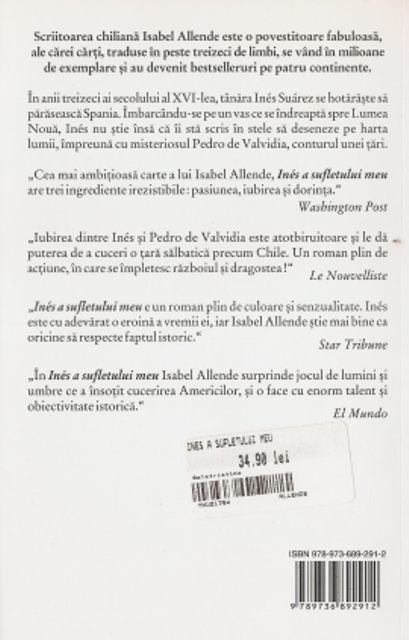 Scriitoarea chiliană Isabel Allende este o povestitoare fabuloasă,
ale cărei cărți, traduse în peste treizeci de limbi, se vând în milioane
de exemplare și au devenit bestselleruri pe patru continente.
În anii treizeci ai secolului al XVI-lea, tânăra Inés Suárez se hotărăște să
părăsească Spania. Îmbarcându-se pe un vas ce se îndreaptă spre Lumea
Nouă, Inés nu știe însă că îi stă scris în stele să deseneze pe harta
lumii, împreună cu misteriosul Pedro de Valvidia, conturul unei țări.
„Cea mai ambițioasă carte a lui Isabel Allende, Inés a sufletului meu
are trei ingrediente irezistibile: pasiunea, iubirea și dorința.“
Washington Post
„Iubirea dintre Inés și Pedro de Valvidia este atotbiruitoare și le dă
puterea de a cuceri o țară sălbatică precum Chile. Un roman plin de
acțiune, în care se împletesc războiul și dragostea!“
Le Nouvelliste
„Inés a sufletului meu e un roman plin de culoare și senzualitate. Inés
este cu adevărat o eroină a vremii ei, iar Isabel Allende știe mai bine ca
oricine să respecte faptul istoric.“
Star Tribune
„În Inés a sufletului meu Isabel Allende surprinde jocul de lumini și
umbre ce a însoțit cucerirea Americilor, și o face cu enorm talent și
obiectivitate istorică.“
El Mundo
INES A SUFLETULUI MEU
34.90 lei
ALLENDE
ISBN 978-973-689-291-2
9 789736 892912